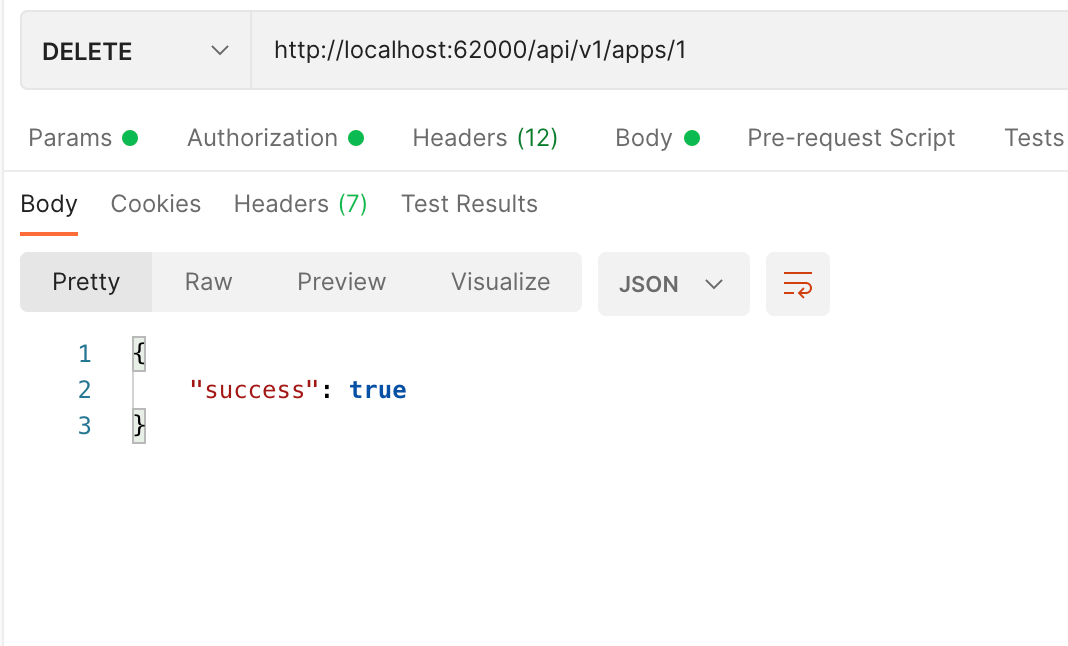 DELETE http://localhost:62000/api/v1/apps/1
Params Authorization Headers (12) Body Pre-request Script Tests
Body Cookies Headers (7) Test Results
Pretty Raw Preview Visualize JSON
1 {
2 "success": true
3 }